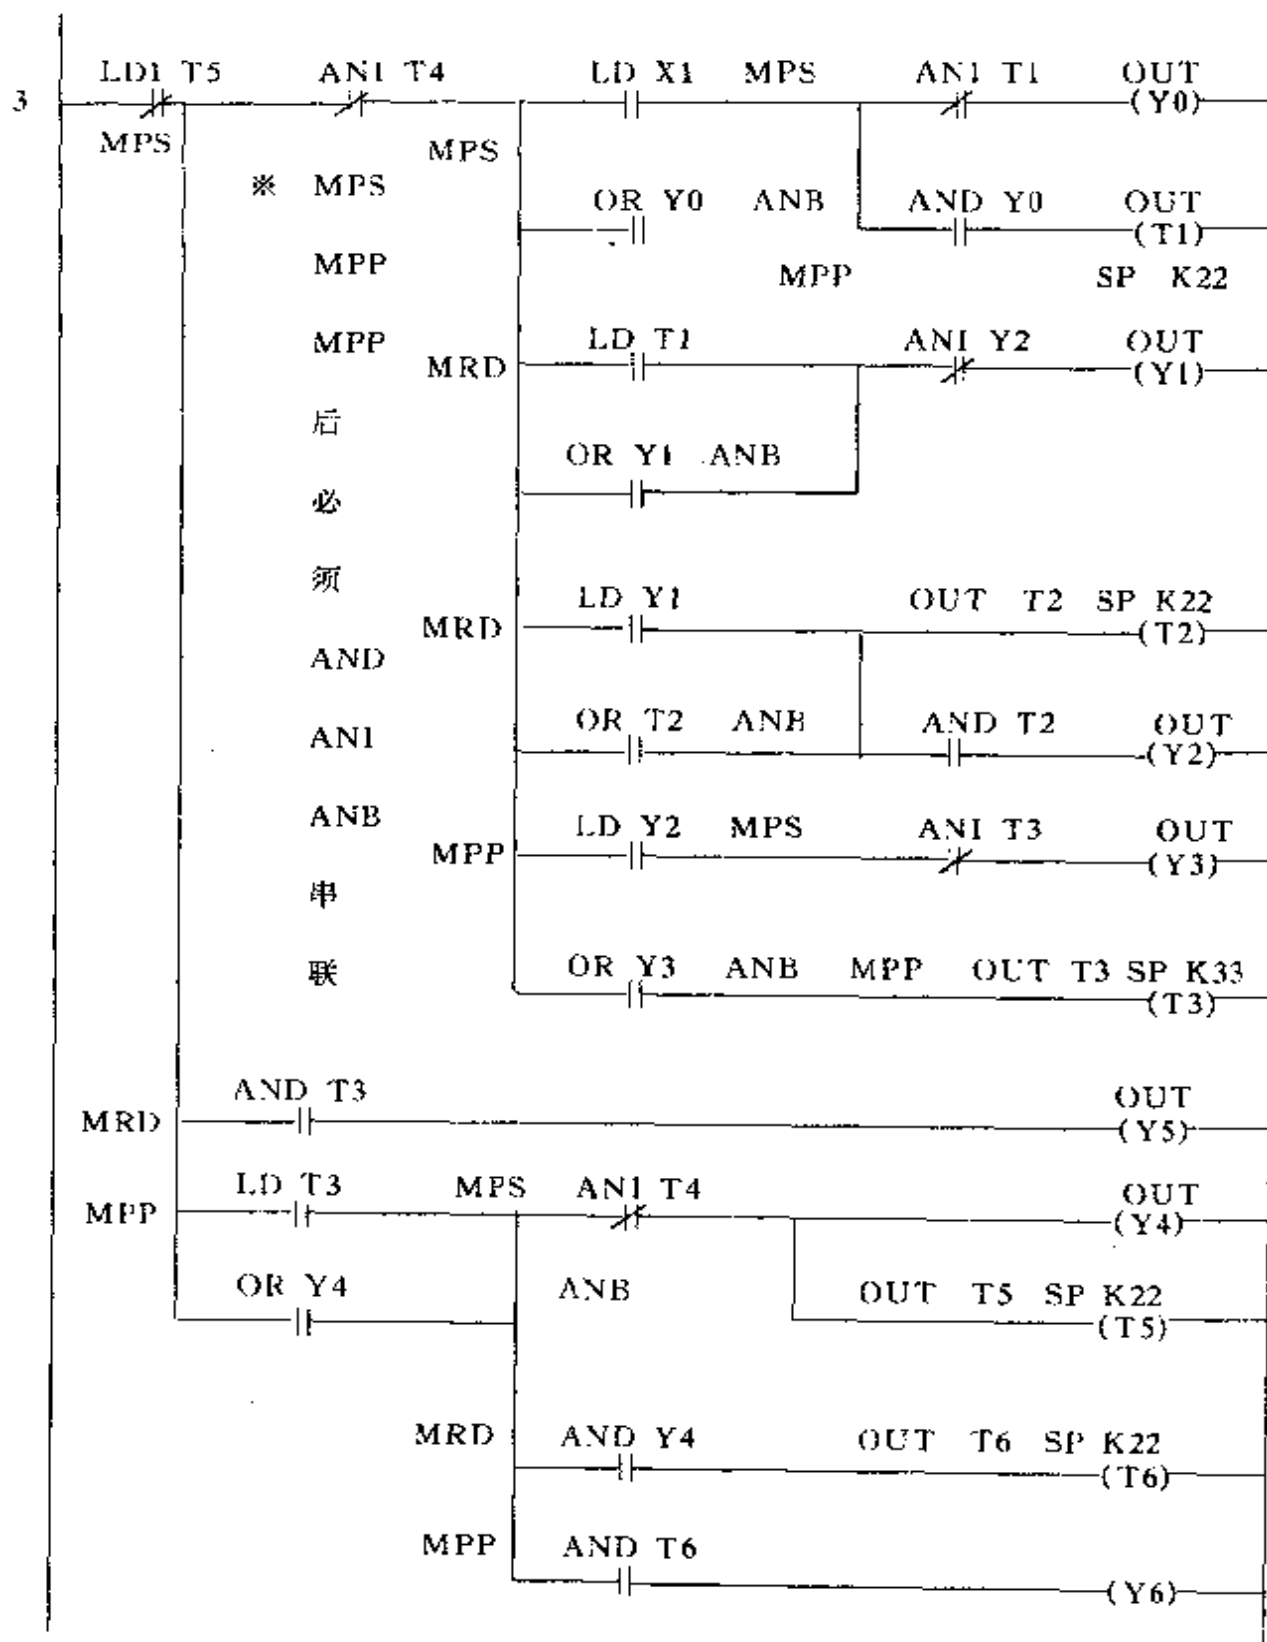 LDI T5 ANI T4 LD X1 MPS ANI T1 OUT
3 (Y0)
MPS MPS
※ MPS OR Y0 ANB AND Y0 OUT
(T1)
MPP MPP SP K22
MPP MRD LD T1 ANI Y2 OUT
(Y1)
后
OR Y1 ANB
必
须 LD Y1 OUT T2 SP K22
MRD (T2)
AND
ANI OR T2 ANB AND T2 OUT
(Y2)
ANB LD Y2 MPS ANI T3 OUT
MPP (Y3)
串
联 OR Y3 ANB MPP OUT T3 SP K33
(T3)
AND T3 OUT
MRD (Y5)
LD T3 MPS ANI T4 OUT
MPP (Y4)
OR Y4 ANB OUT T5 SP K22
(T5)
MRD AND Y4 OUT T6 SP K22
(T6)
MPP AND T6
(Y6)